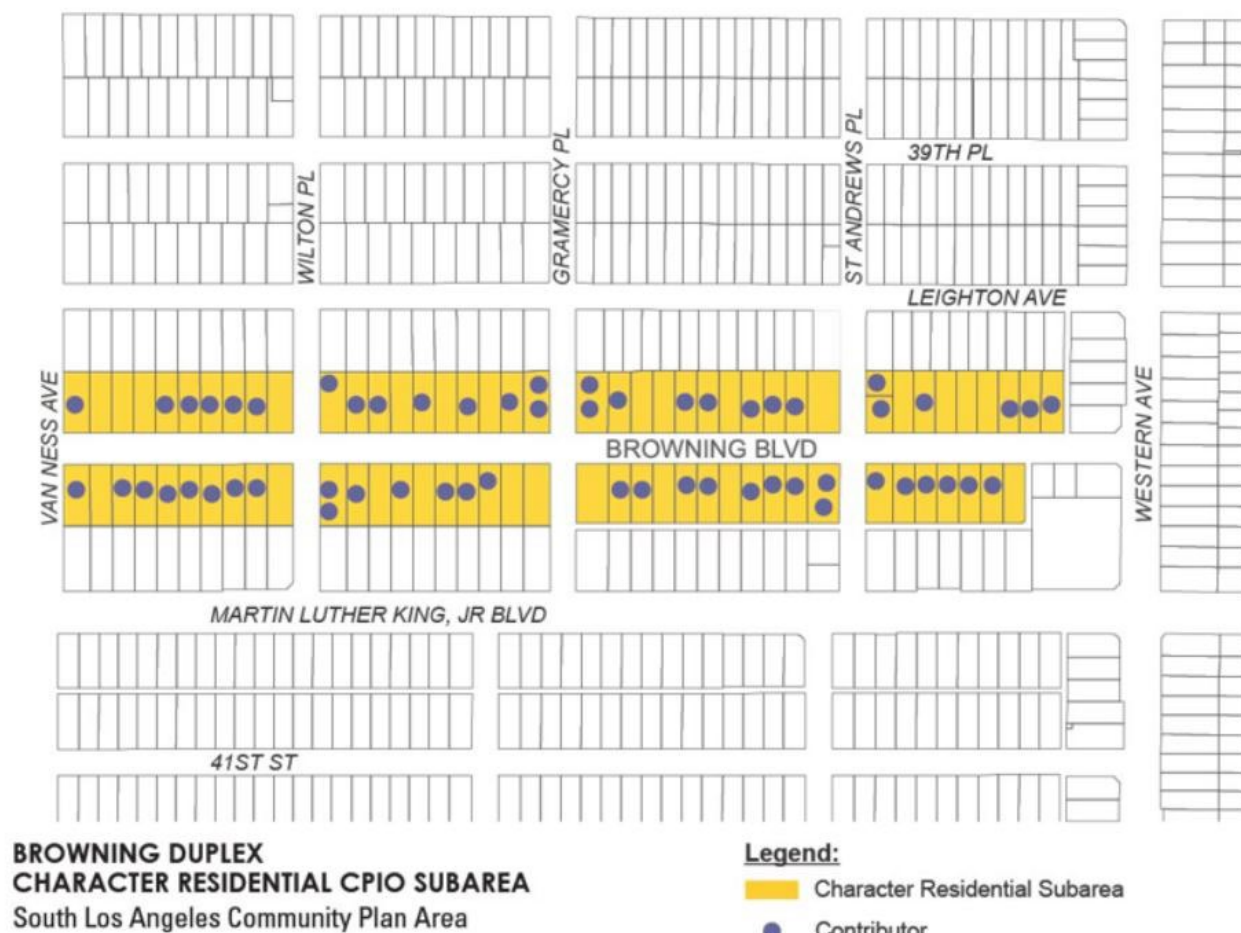 39TH PL
WILTON PL
GRAMERCY PL
ST ANDREWS PL
LEIGHTON AVE
VAN NESS AVE
BROWNING BLVD
WESTERN AVE
MARTIN LUTHER KING, JR BLVD
41ST ST
BROWNING DUPLEX
CHARACTER RESIDENTIAL CPIO SUBAREA
South Los Angeles Community Plan Area
Legend:
Character Residential Subarea
Contributor